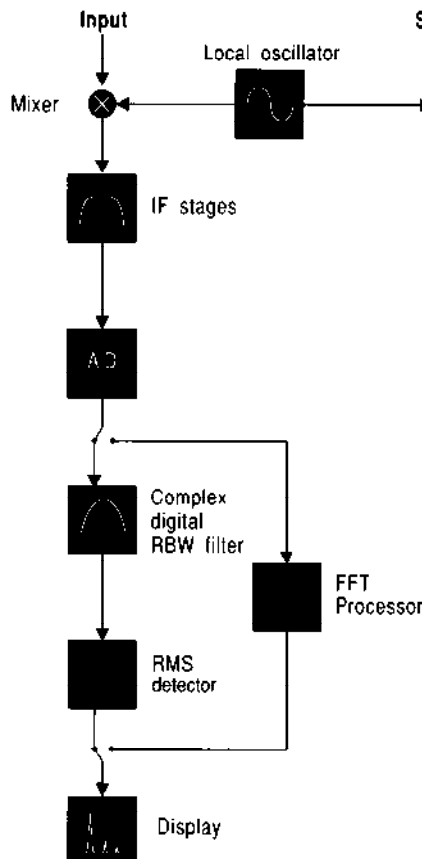 Input
S
Local oscillator
Mixer
IF stages
A D
Complex
digital
RBW filter
FFT
Processor
RMS
detector
Display